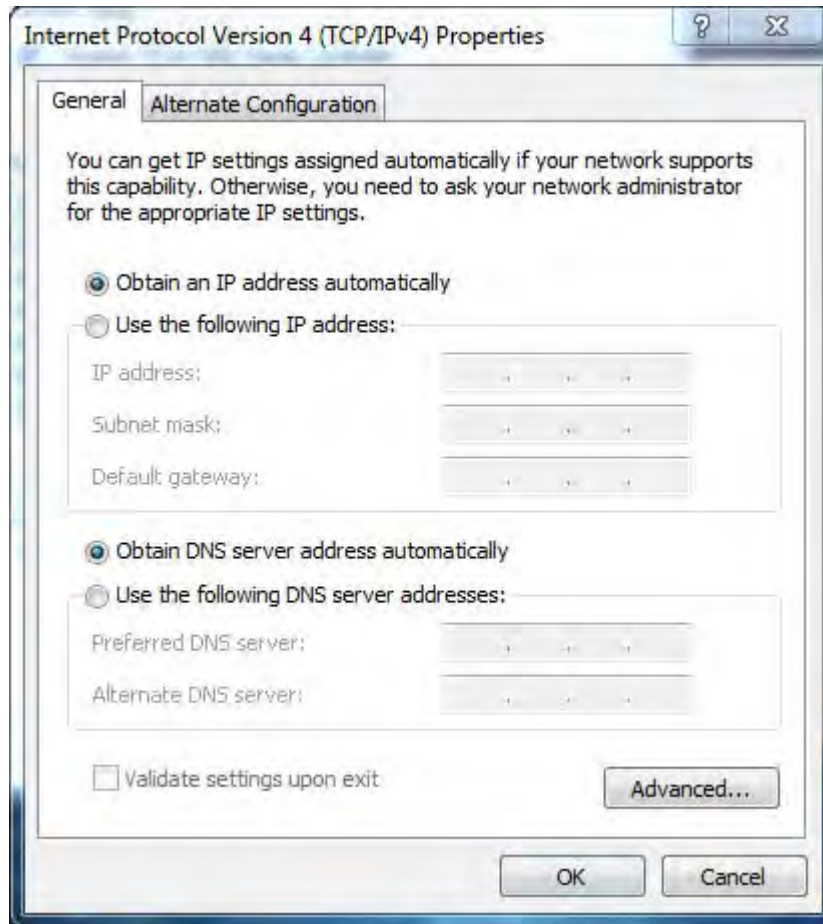 Internet Protocol Version 4 (TCP/IPv4) Properties
General
Alternate Configuration
You can get IP settings assigned automatically if your network supports
this capability. Otherwise, you need to ask your network administrator
for the appropriate IP settings.
Obtain an IP address automatically
Use the following IP address:
IP address:
Subnet mask:
Default gateway:
Obtain DNS server address automatically
Use the following DNS server addresses:
Preferred DNS server:
Alternate DNS server:
Validate settings upon exit
Advanced...
OK
Cancel